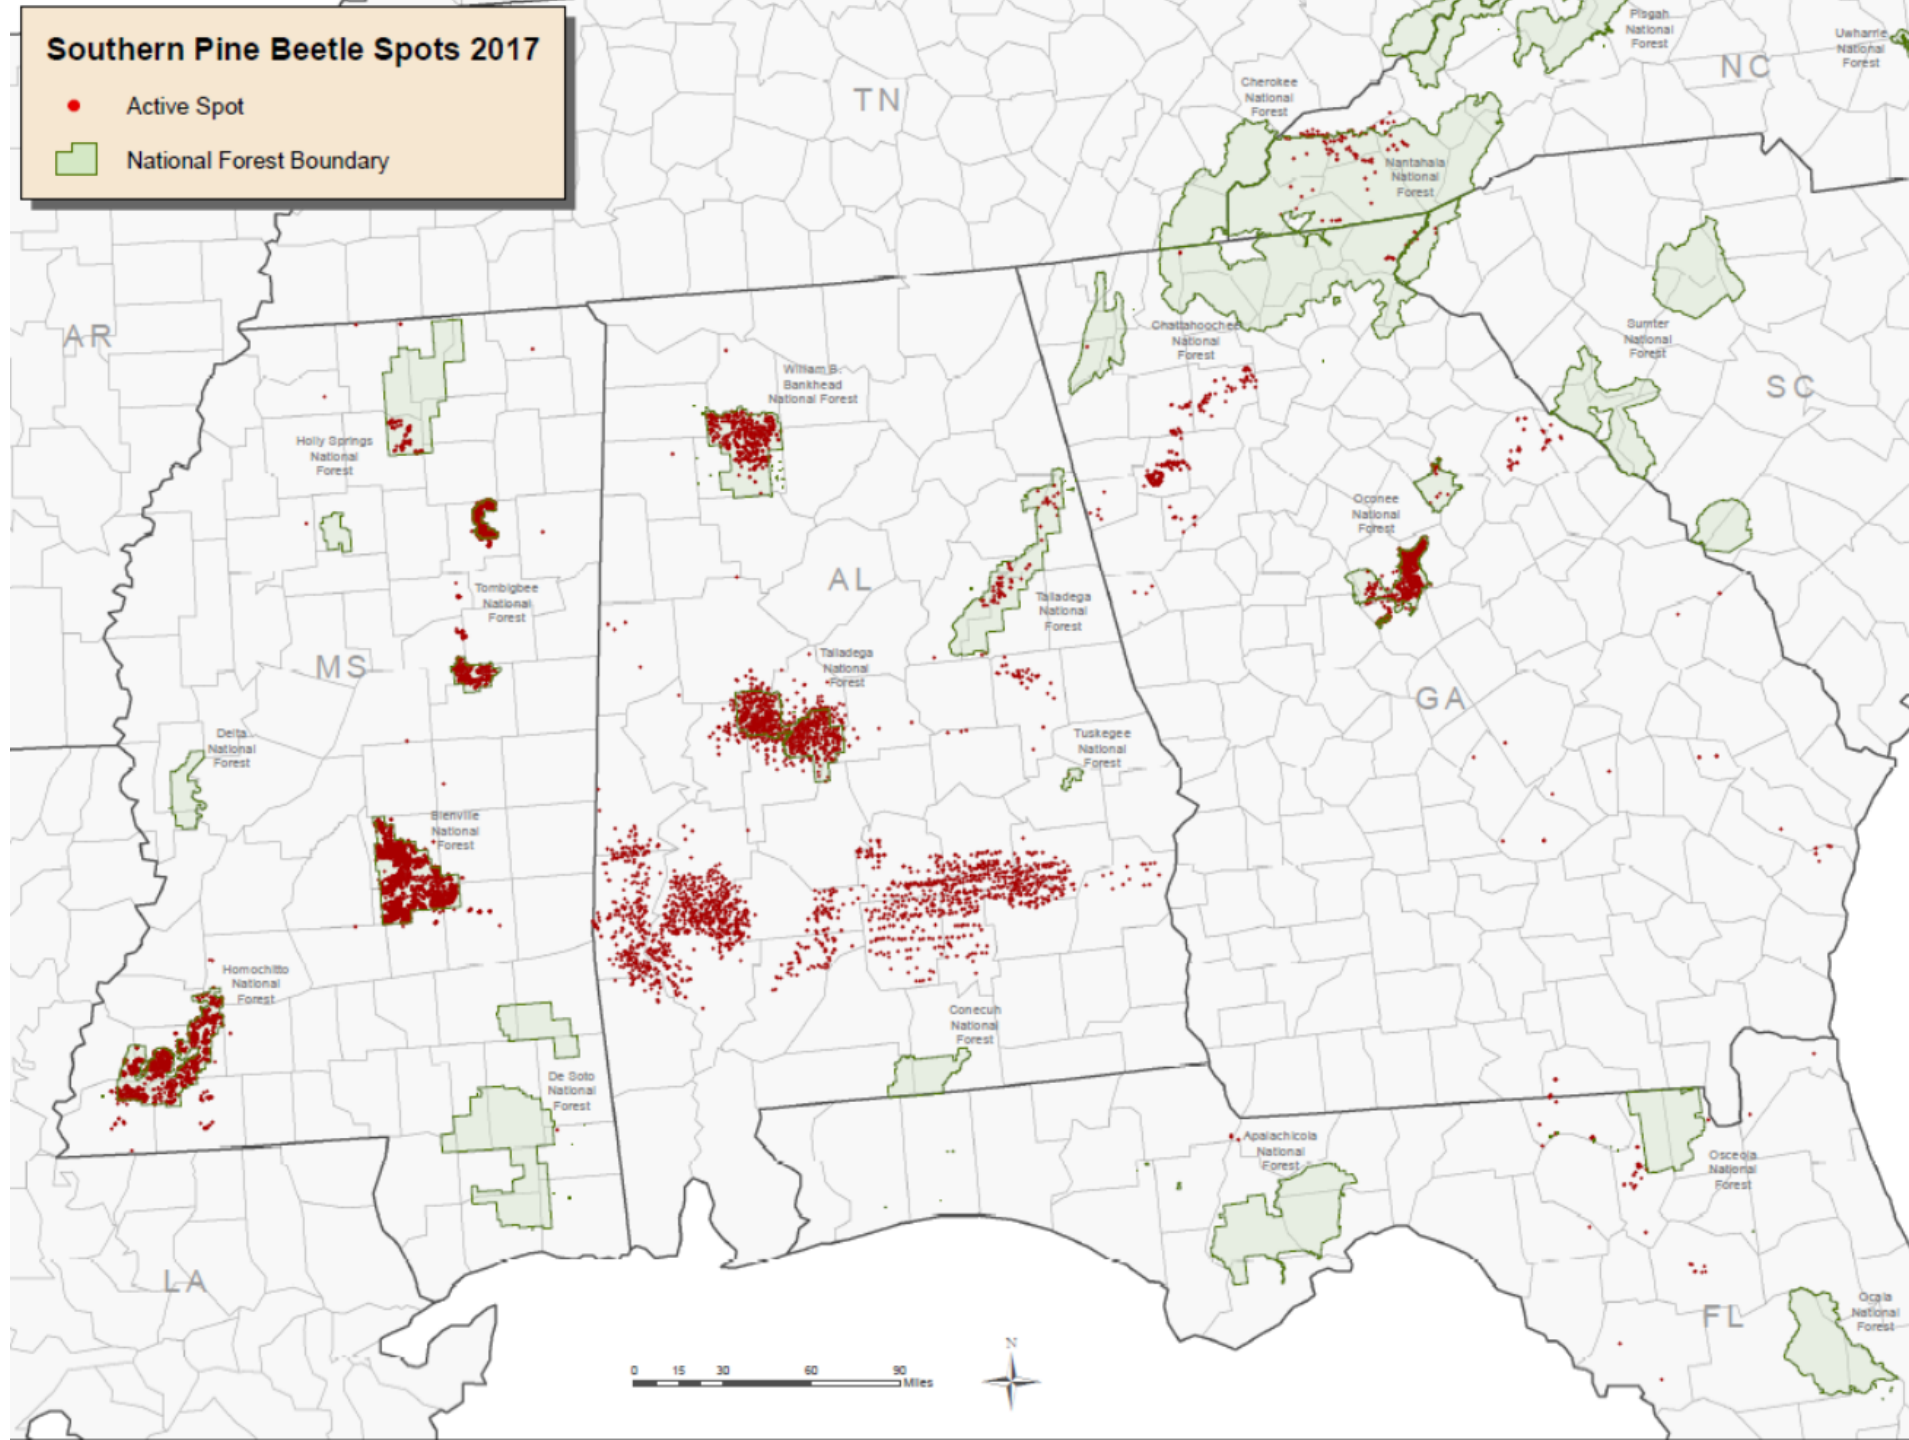 Southern Pine Beetle Spots 2017
Active Spot
National Forest Boundary
Pisgah
National
Forest
Uwharrie
National
Forest
NC
Cherokee
National
Forest
TN
Nantahala
National
Forest
AR
Chattahoochee
National
Forest
Sumter
National
Forest
SC
William B.
Bankhead
National Forest
Holly Springs
National
Forest
Oconee
National
Forest
Tombigbee
National
Forest
AL
Talladega
National
Forest
MS
Talladega
National
Forest
GA
Delta
National
Forest
Tuskegee
National
Forest
Bienville
National
Forest
Homochitto
National
Forest
Conecuh
National
Forest
De Soto
National
Forest
Apalachicola
National
Forest
Osceola
National
Forest
LA
FL
Ocala
National
Forest
N
0 15 30 60 90
Miles